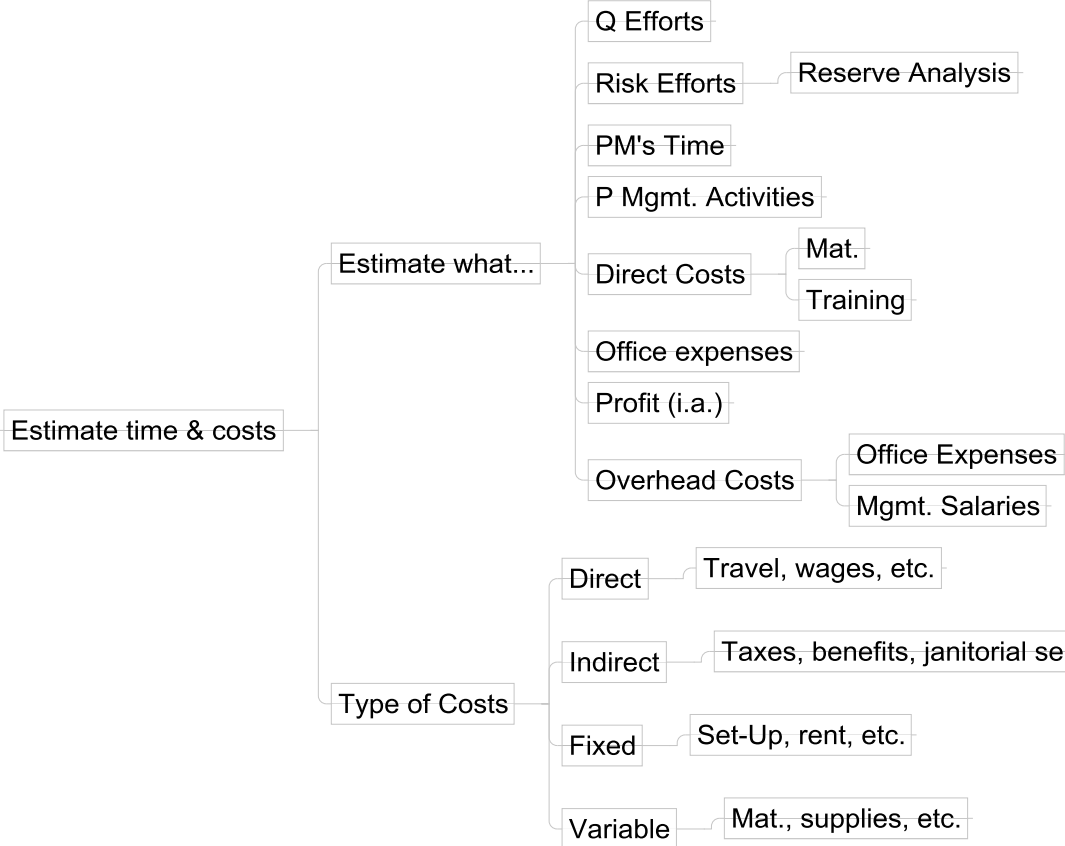 Q Efforts
Risk Efforts
Reserve Analysis
PM's Time
P Mgmt. Activities
Estimate what...
Direct Costs
Mat.
Training
Office expenses
Profit (i.a.)
Estimate time & costs
Overhead Costs
Office Expenses
Mgmt. Salaries
Direct
Travel, wages, etc.
Indirect
Taxes, benefits, janitorial
Type of Costs
Fixed
Set-Up, rent, etc.
Variable
Mat., supplies, etc.